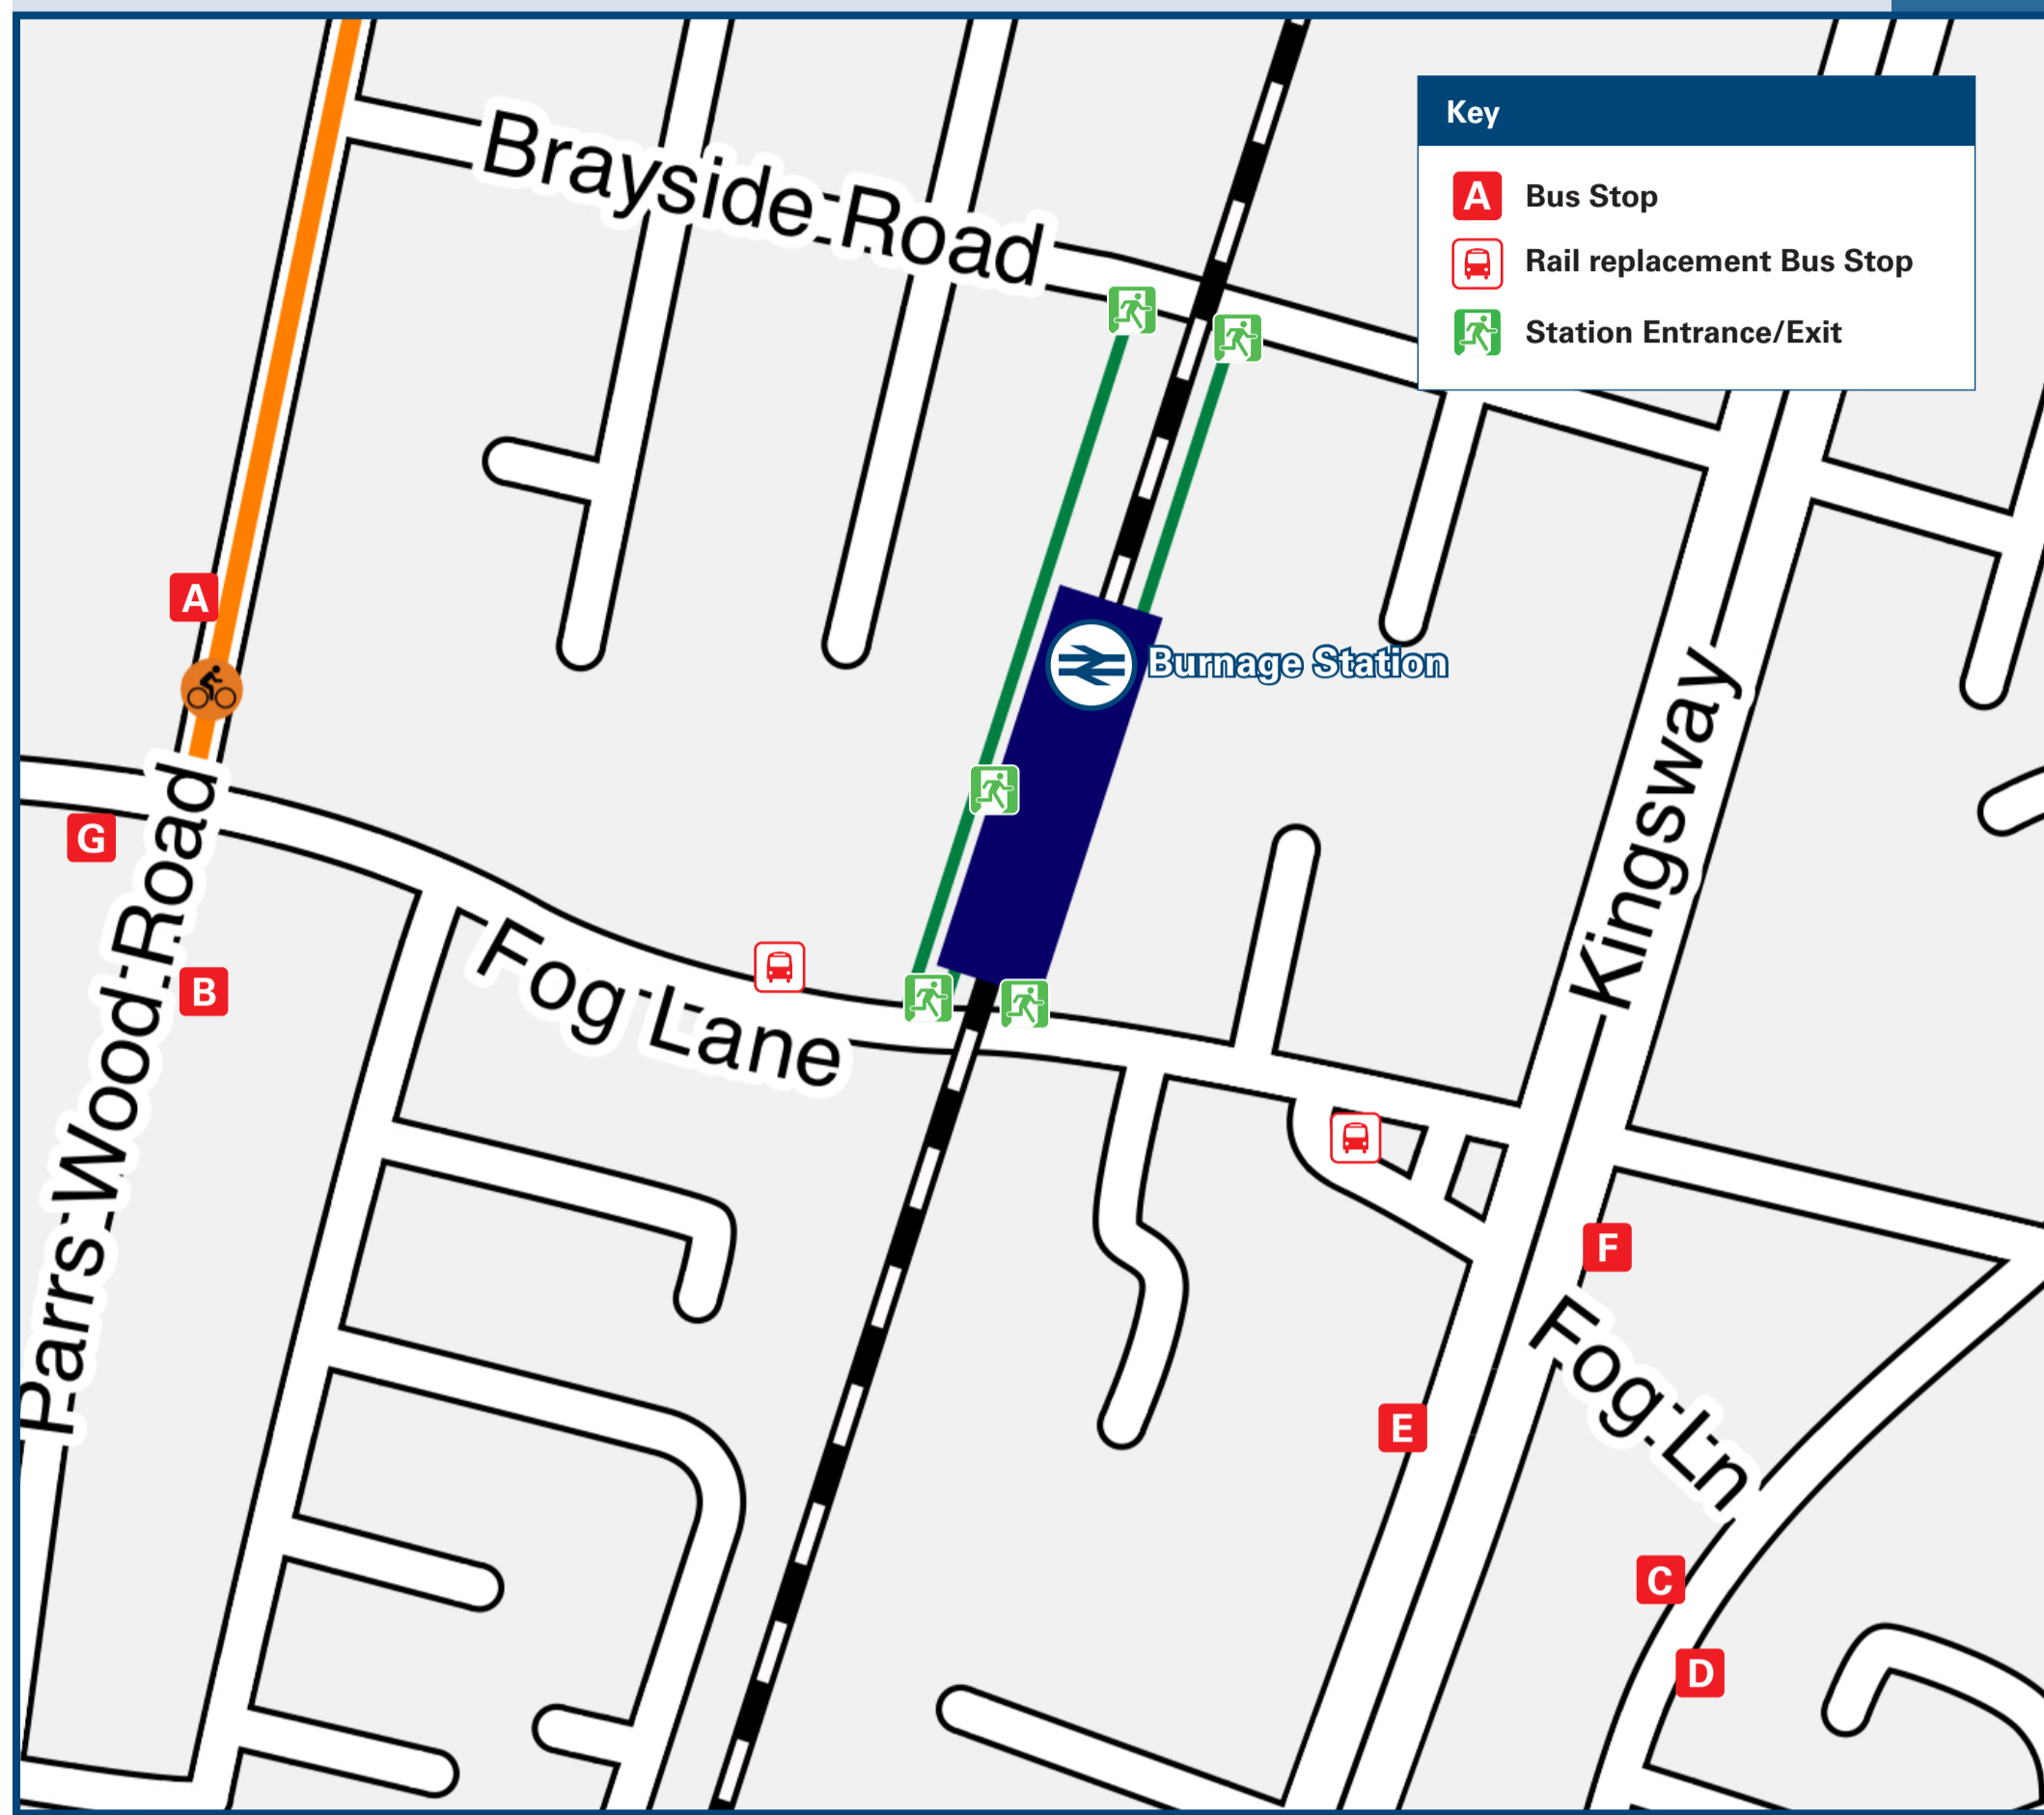 Key
A Bus Stop
Rail replacement Bus Stop
Station Entrance/Exit
Brayside Road
A
Burnage Station
Kingsway
G
Parrs Wood Road
B
Fog Lane
F
Fog Ln
E
C
D